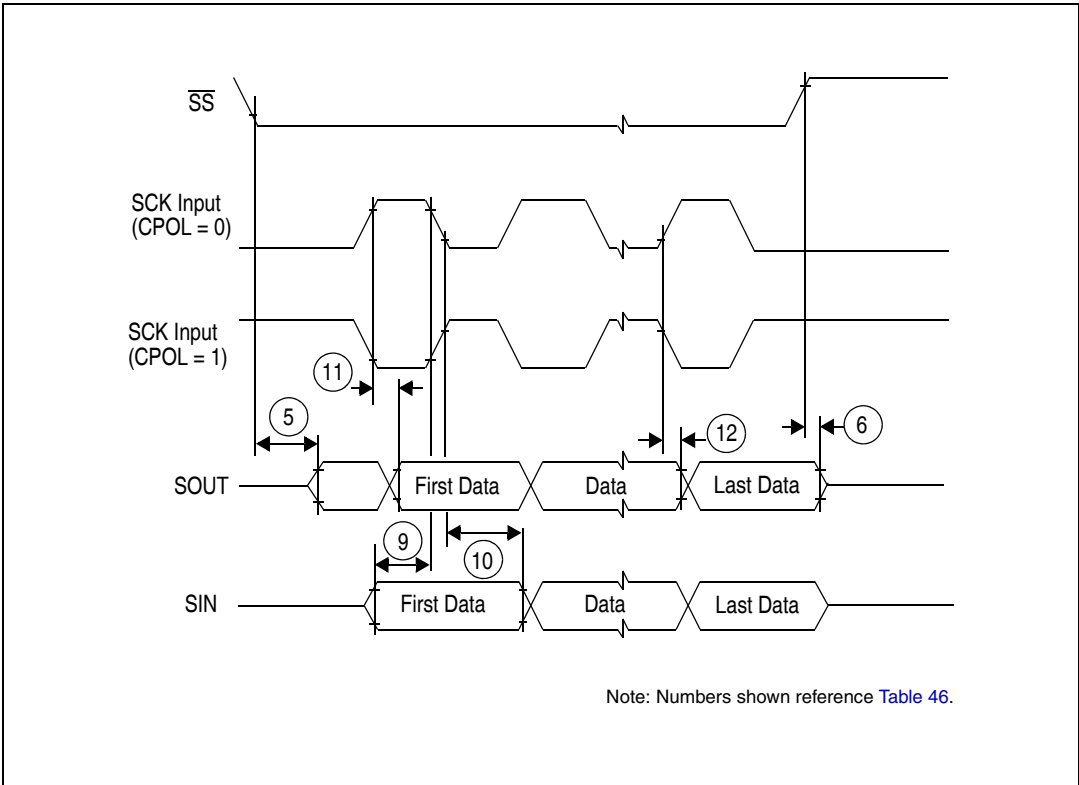 SS
SCK Input
(CPOL = 0)
SCK Input
(CPOL = 1)
11
5
12
6
SOUT
First Data
Data
Last Data
9
10
SIN
First Data
Data
Last Data
Note: Numbers shown reference Table 46.